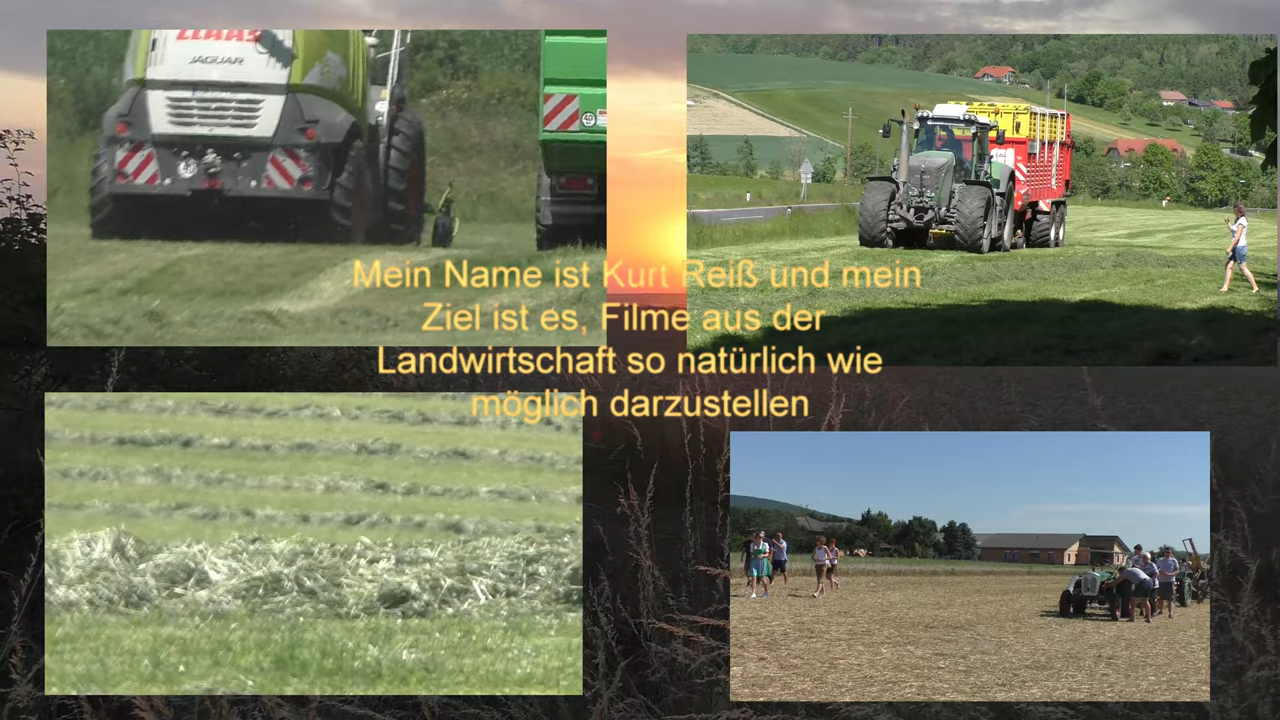 CLAAS
JAGUAR
40
Mein Name ist Kurt Reiß und mein
Ziel ist es, Filme aus der
Landwirtschaft so natürlich wie
möglich darzustellen